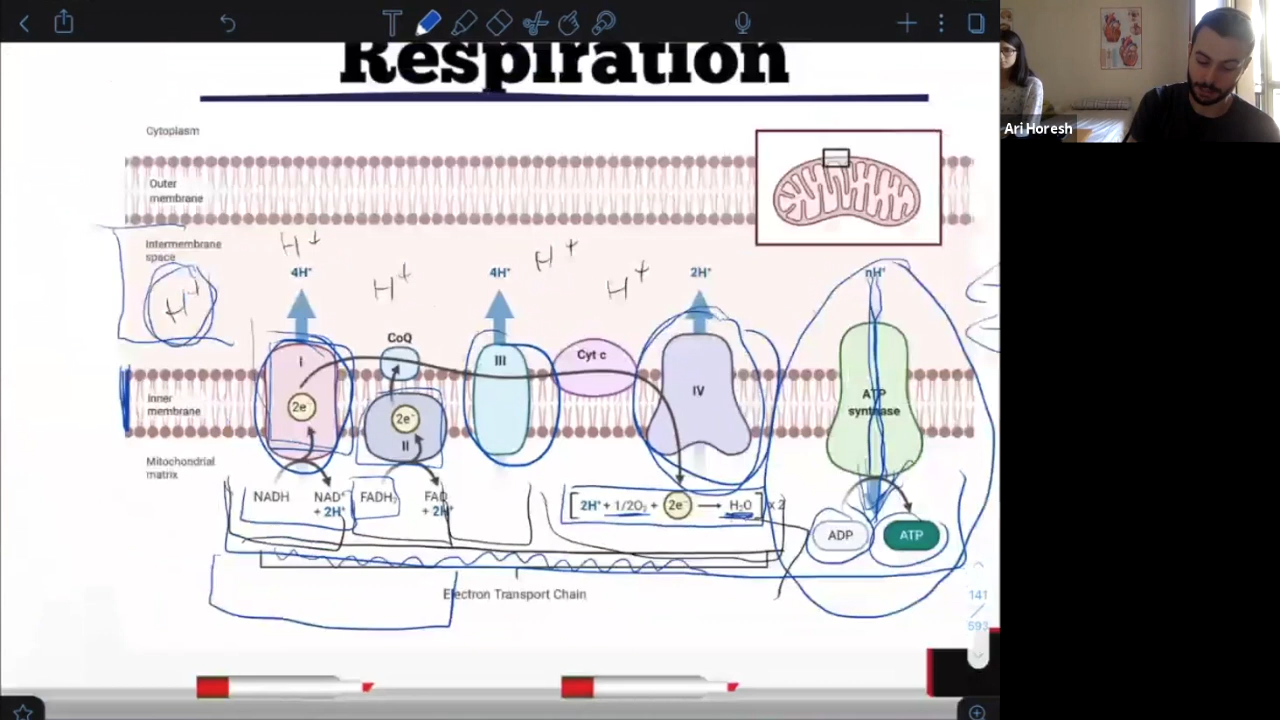 Respiration
Ari Horesh
Cytoplasm
Outer
membrane
Intermembrane
space
H+
H+
H+
H+
H+
4H⁺
4H⁺
2H⁺
nH⁺
CoQ
I
III
Cyt c
IV
ATP
synthase
2e⁻
2e⁻
II
Inner
membrane
Mitochondrial
matrix
NADH
NAD⁺
+ 2H⁺
FADH₂
FAD
+ 2H⁺
[2H⁺ + 1/2O₂ + 2e⁻ → H₂O] x 2
ADP
ATP
Electron Transport Chain
141
/
593